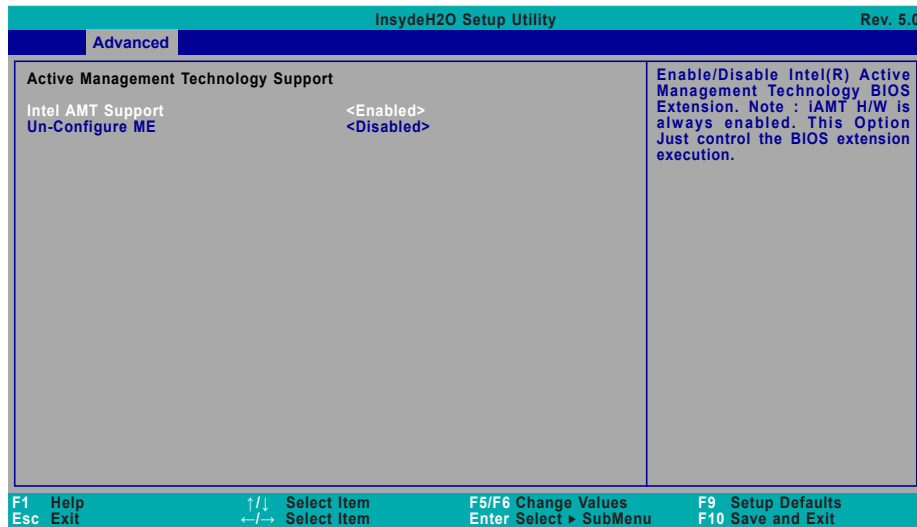 InsydeH2O Setup Utility Rev. 5.0
Advanced
Active Management Technology Support
Intel AMT Support <Enabled>
Un-Configure ME <Disabled>
Enable/Disable Intel(R) Active
Management Technology BIOS
Extension. Note : iAMT H/W is
always enabled. This Option
Just control the BIOS extension
execution.
F1 Help ↑/↓ Select Item F5/F6 Change Values F9 Setup Defaults
Esc Exit ←/→ Select Item Enter Select ▶ SubMenu F10 Save and Exit